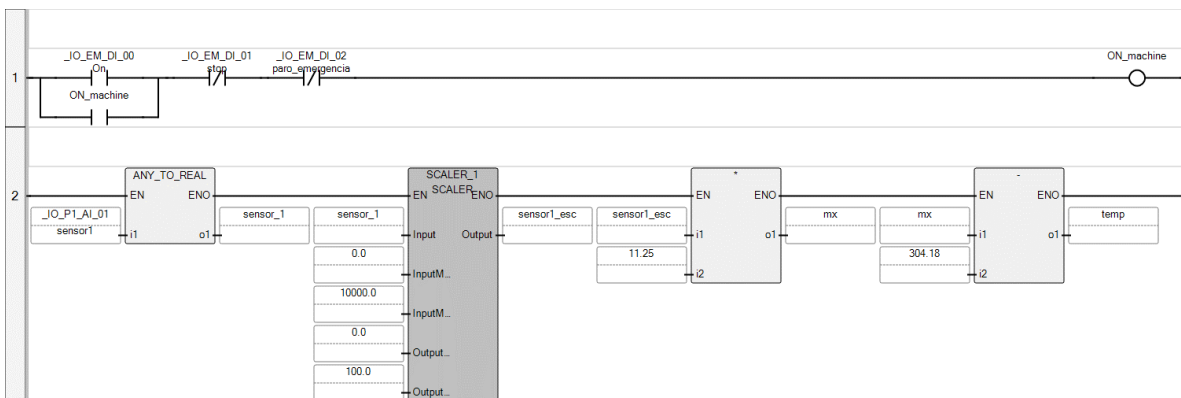 _IO_EM_DI_00
On
_IO_EM_DI_01
stop
_IO_EM_DI_02
paro_emergencia
ON_machine
1
ON_machine
2
ANY_TO_REAL
EN ENO
_IO_P1_AI_01
sensor1
i1 o1
sensor_1
SCALER_1
SCALER
EN ENO
sensor_1
Input Output
sensor1_esc
0.0
InputM...
10000.0
InputM...
0.0
Output...
100.0
Output...
*
EN ENO
sensor1_esc
i1 o1
mx
11.25
i2
-
EN ENO
mx
i1 o1
temp
304.18
i2